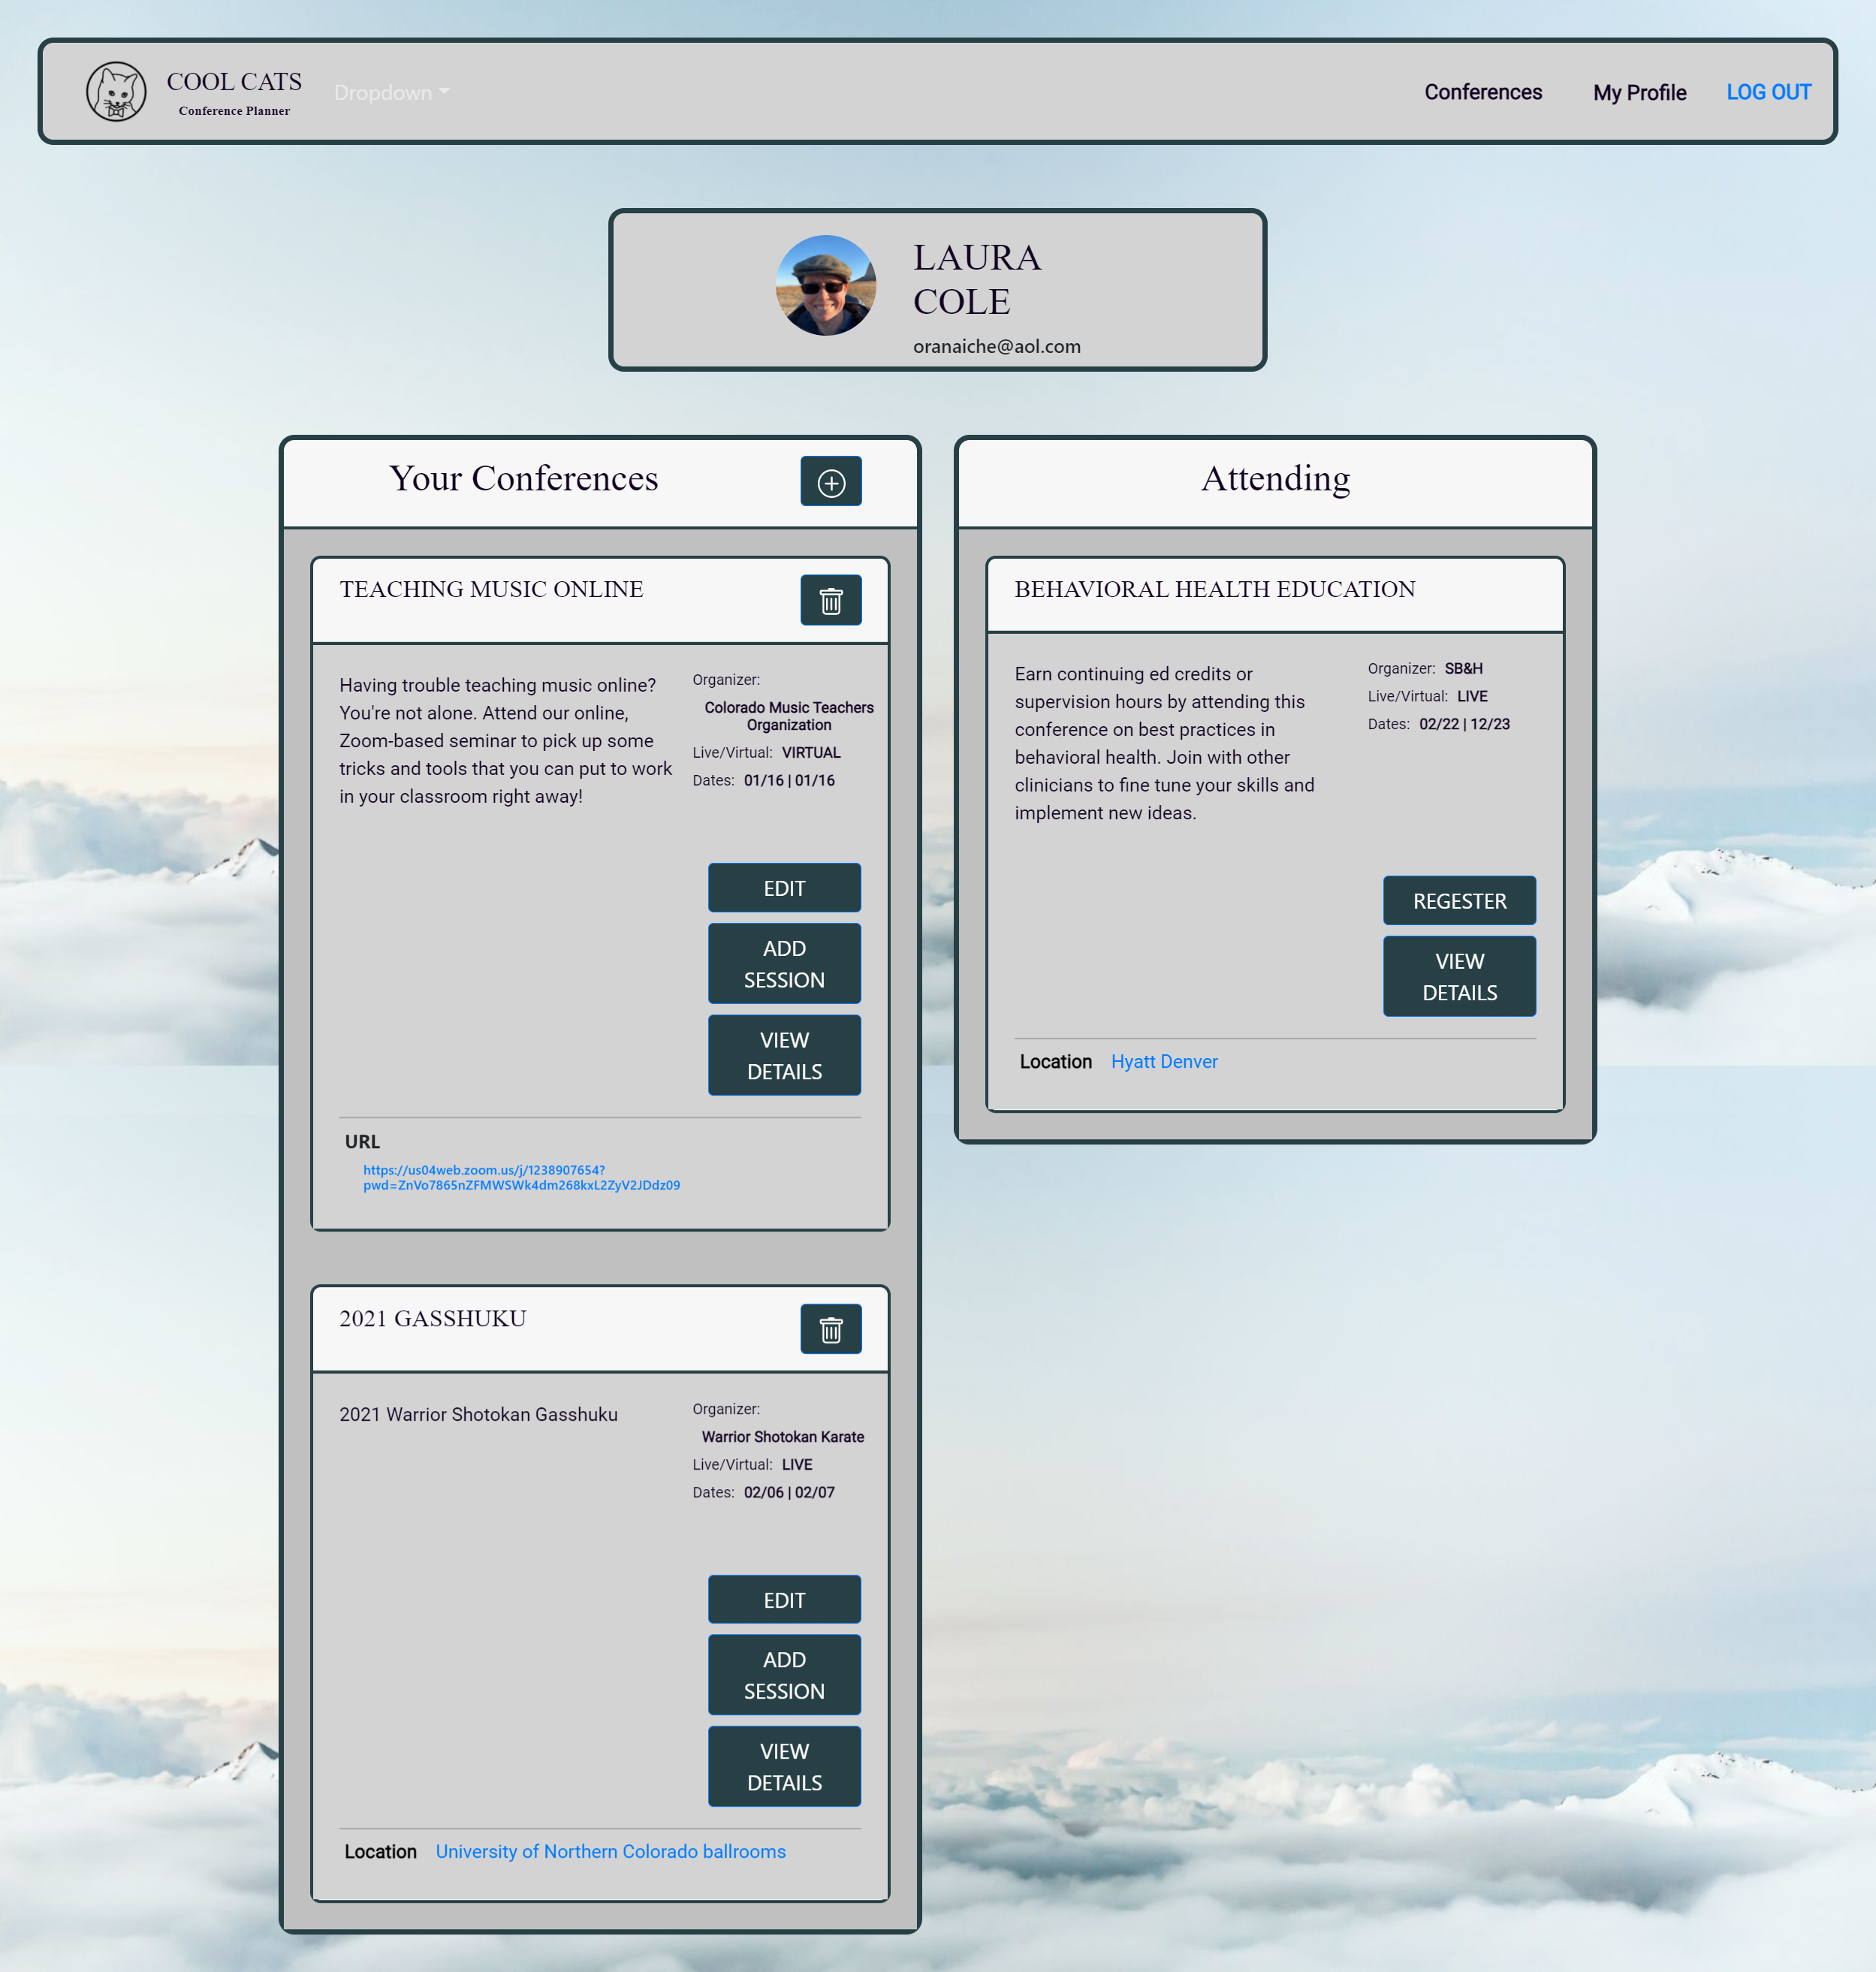 COOL CATS
Conference Planner
Dropdown
Conferences
My Profile
LOG OUT
LAURA
COLE
oranaiche@aol.com
Your Conferences
TEACHING MUSIC ONLINE
Having trouble teaching music online?
You're not alone. Attend our online,
Zoom-based seminar to pick up some
tricks and tools that you can put to work
in your classroom right away!
Organizer:
Colorado Music Teachers
Organization
Live/Virtual: VIRTUAL
Dates: 01/16 | 01/16
EDIT
ADD
SESSION
VIEW
DETAILS
URL
https://us04web.zoom.us/j/1238907654?
pwd=ZnVo7865nZFMWSWk4dm268kxL2ZyV2JDdz09
2021 GASSHUKU
2021 Warrior Shotokan Gasshuku
Organizer:
Warrior Shotokan Karate
Live/Virtual: LIVE
Dates: 02/06 | 02/07
EDIT
ADD
SESSION
VIEW
DETAILS
Location University of Northern Colorado ballrooms
Attending
BEHAVIORAL HEALTH EDUCATION
Earn continuing ed credits or
supervision hours by attending this
conference on best practices in
behavioral health. Join with other
clinicians to fine tune your skills and
implement new ideas.
Organizer: SB&H
Live/Virtual: LIVE
Dates: 02/22 | 12/23
REGESTER
VIEW
DETAILS
Location Hyatt Denver